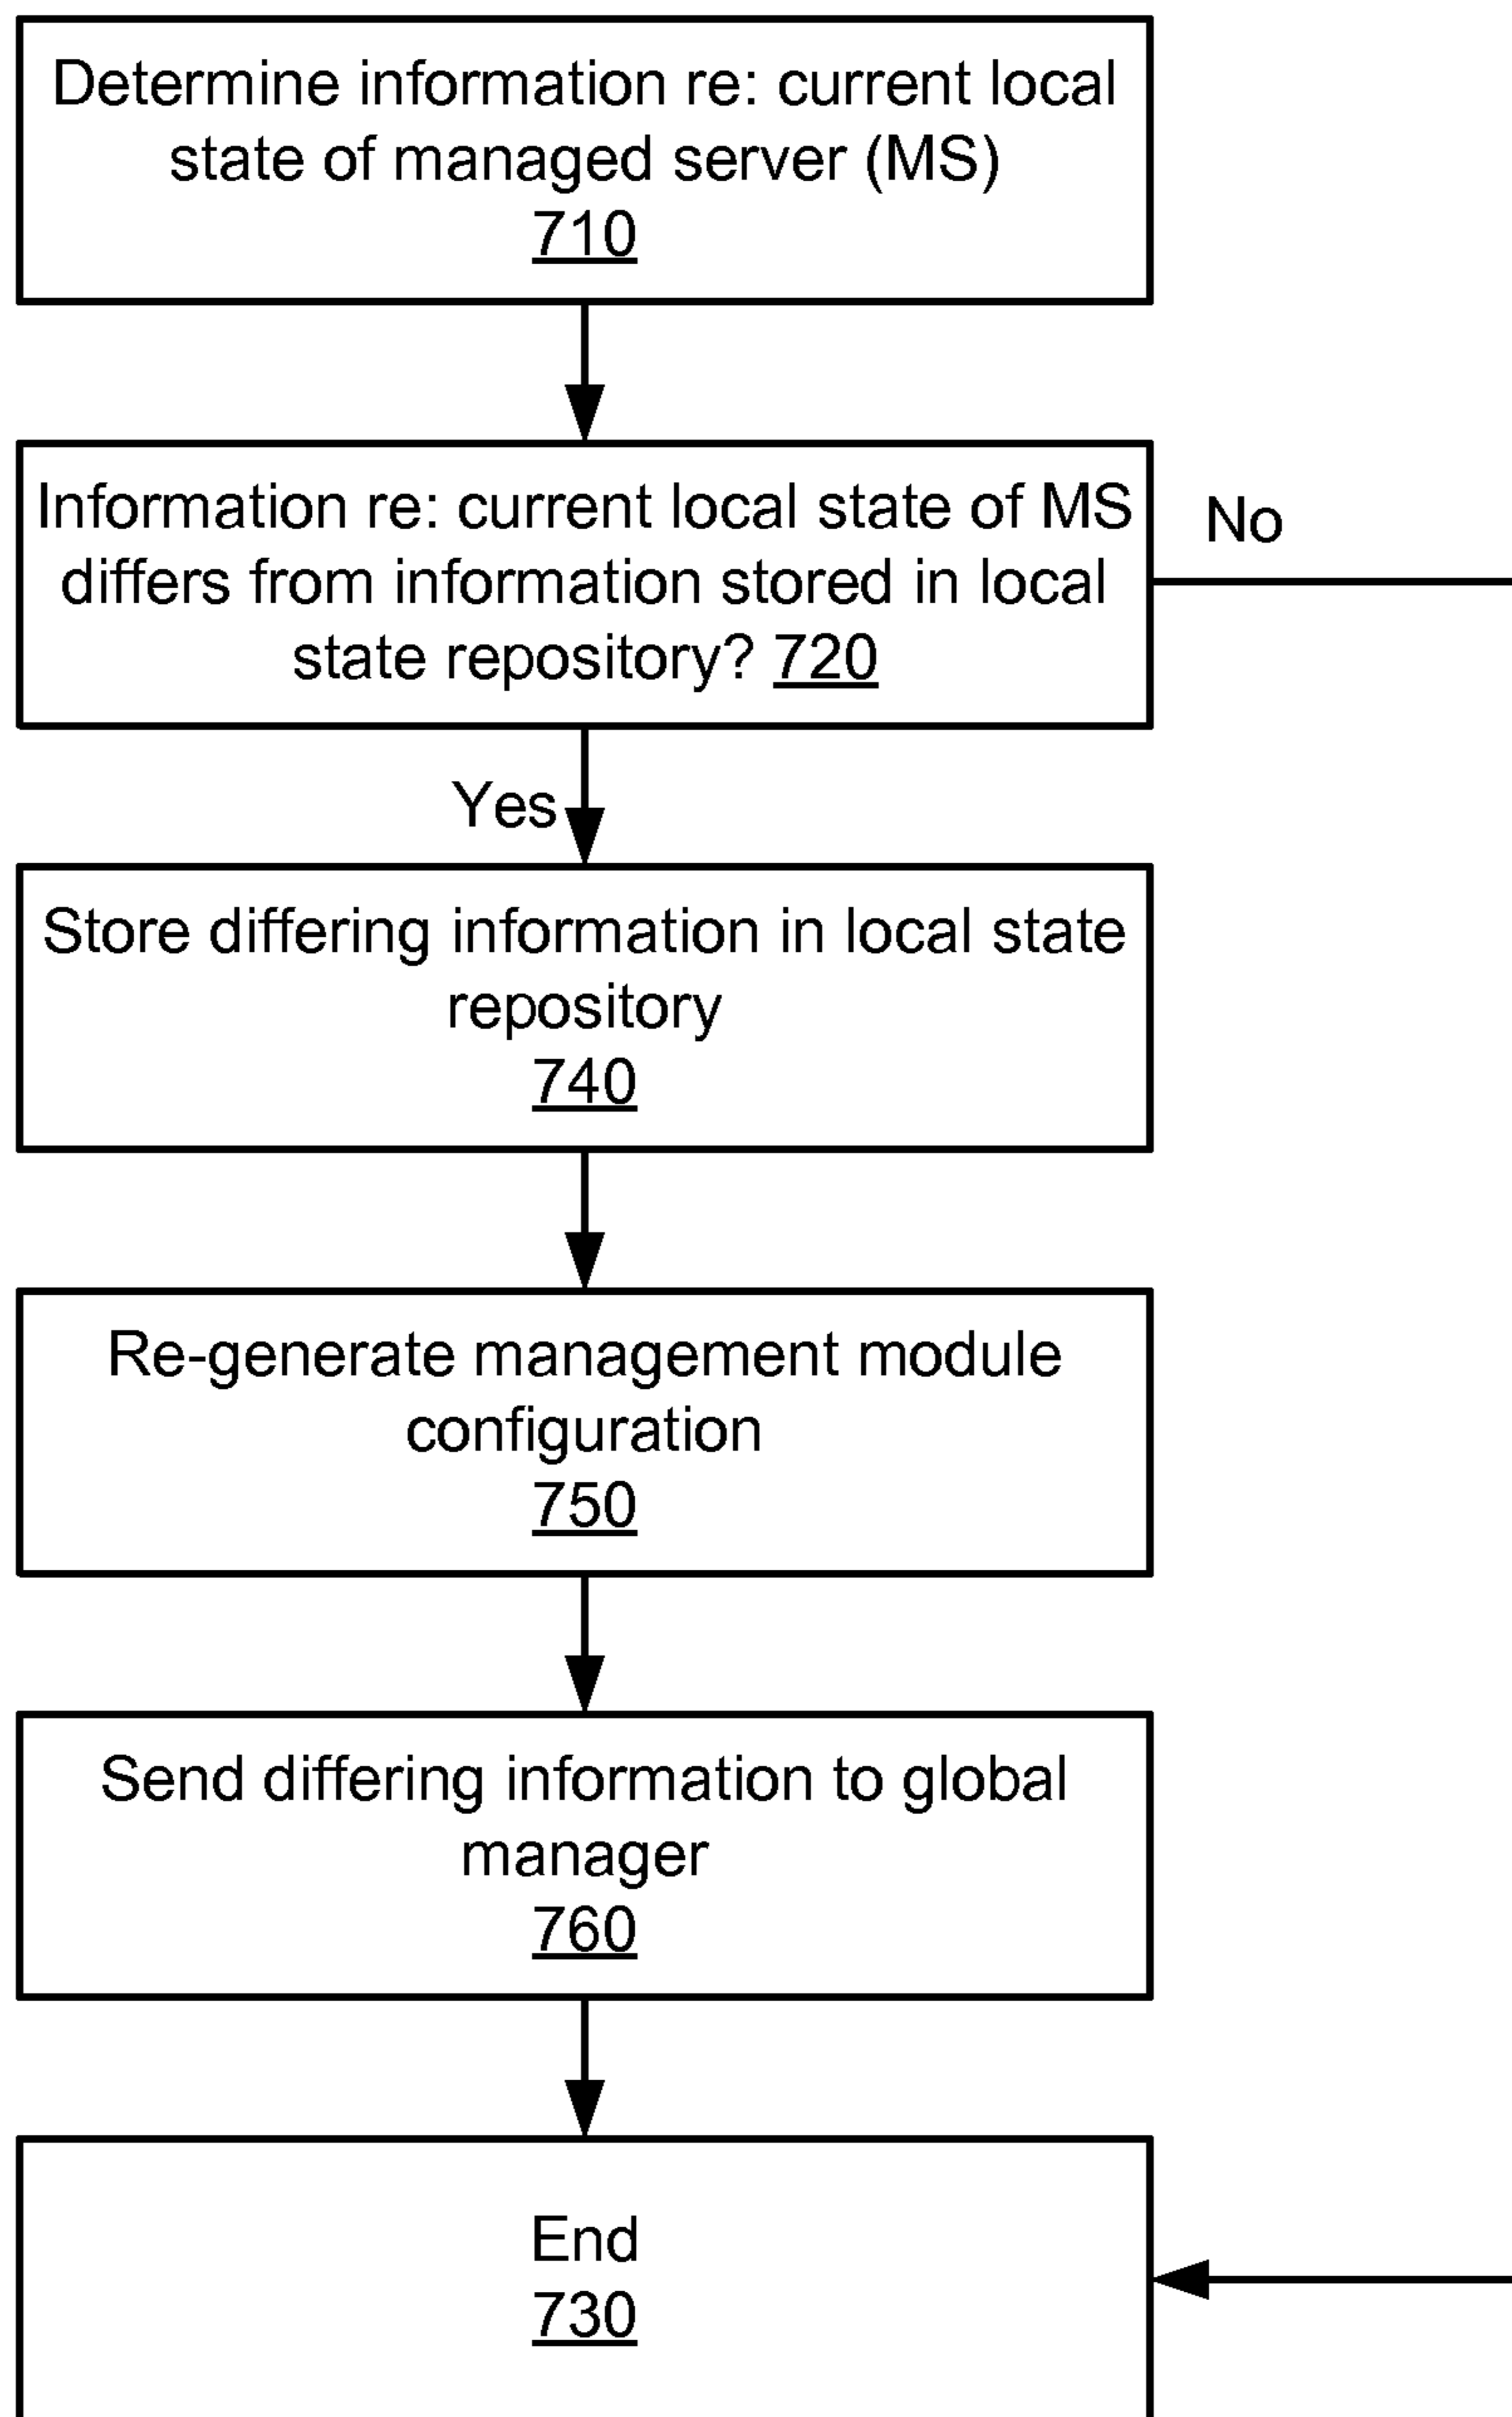 Determine information re: current local
state of managed server (MS)
710
Information re: current local state of MS
differs from information stored in local
state repository? 720
No
Yes
Store differing information in local state
repository
740
Re-generate management module
configuration
750
Send differing information to global
manager
760
End
730